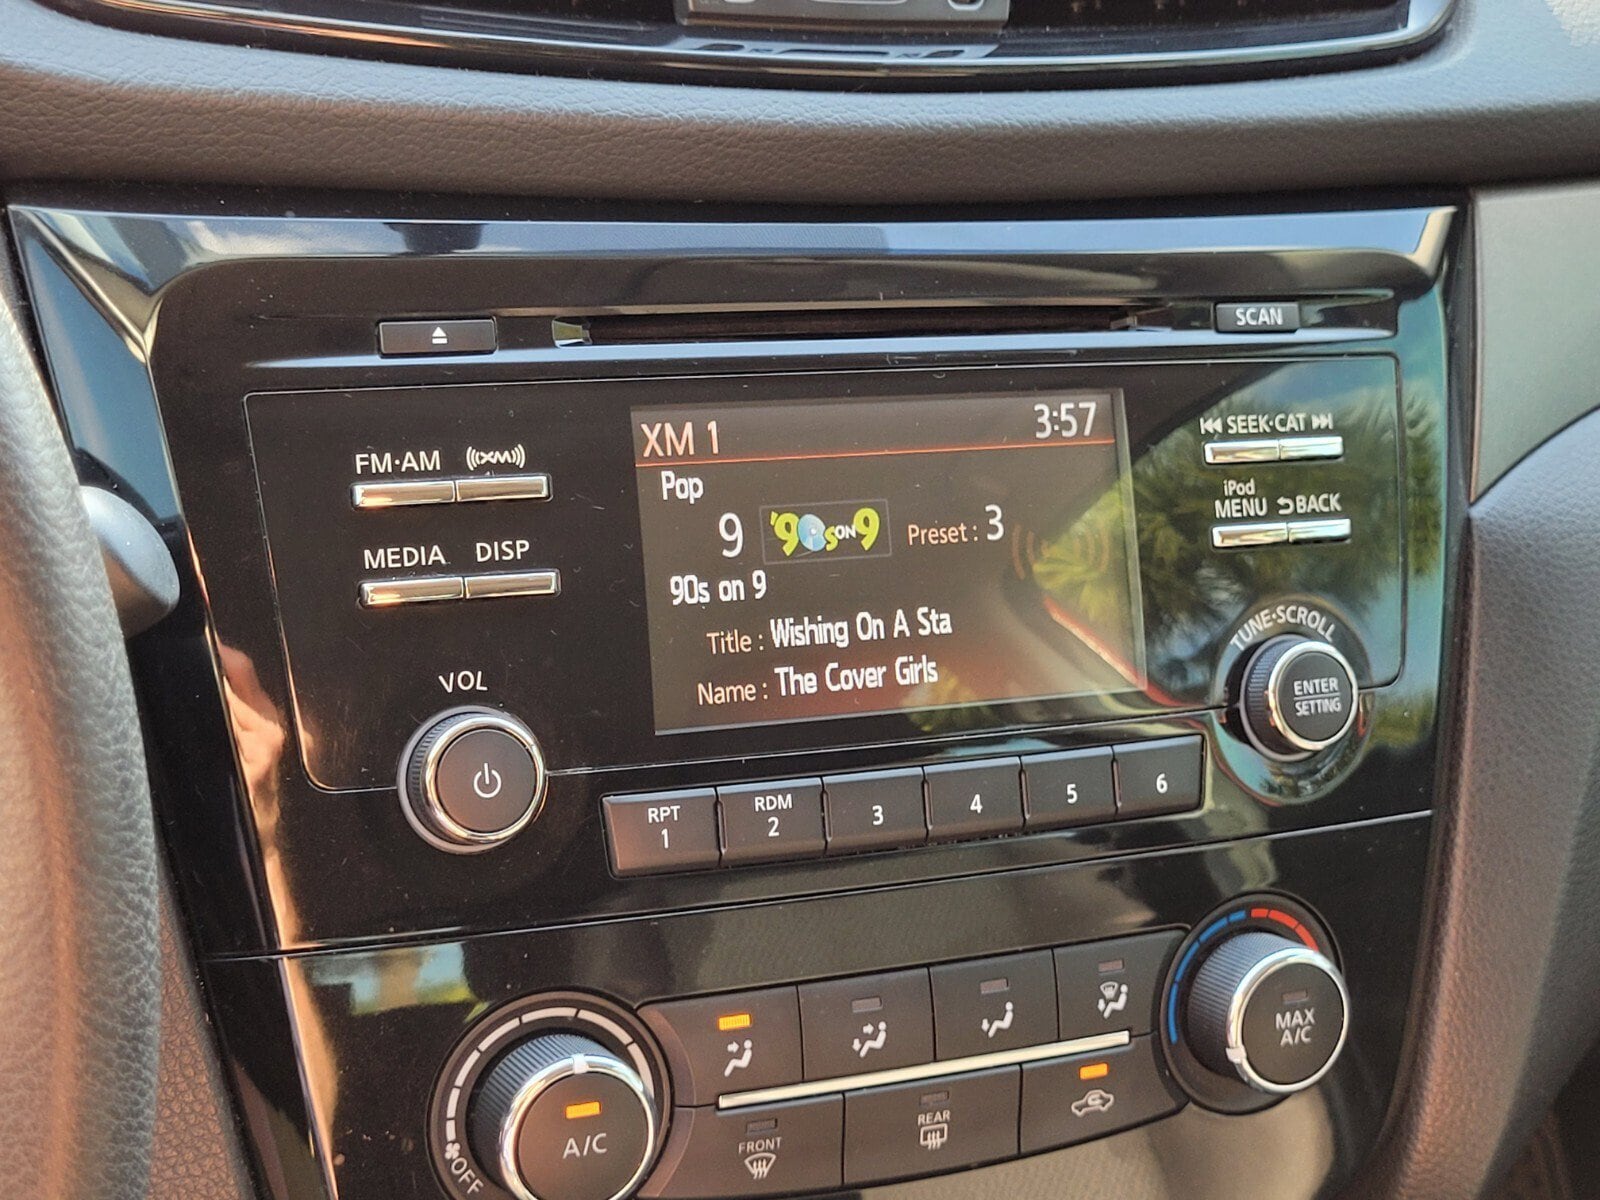 SCAN
XM 1 3:57
Pop
9 '90s ON 9 Preset : 3
90s on 9
Title : Wishing On A Sta
Name : The Cover Girls
FM·AM ((XM))
MEDIA DISP
VOL
SEEK·CAT
iPod
MENU BACK
TUNE·SCROLL
ENTER
SETTING
RPT
1
RDM
2
3
4
5
6
MAX
A/C
A/C
OFF
FRONT
REAR